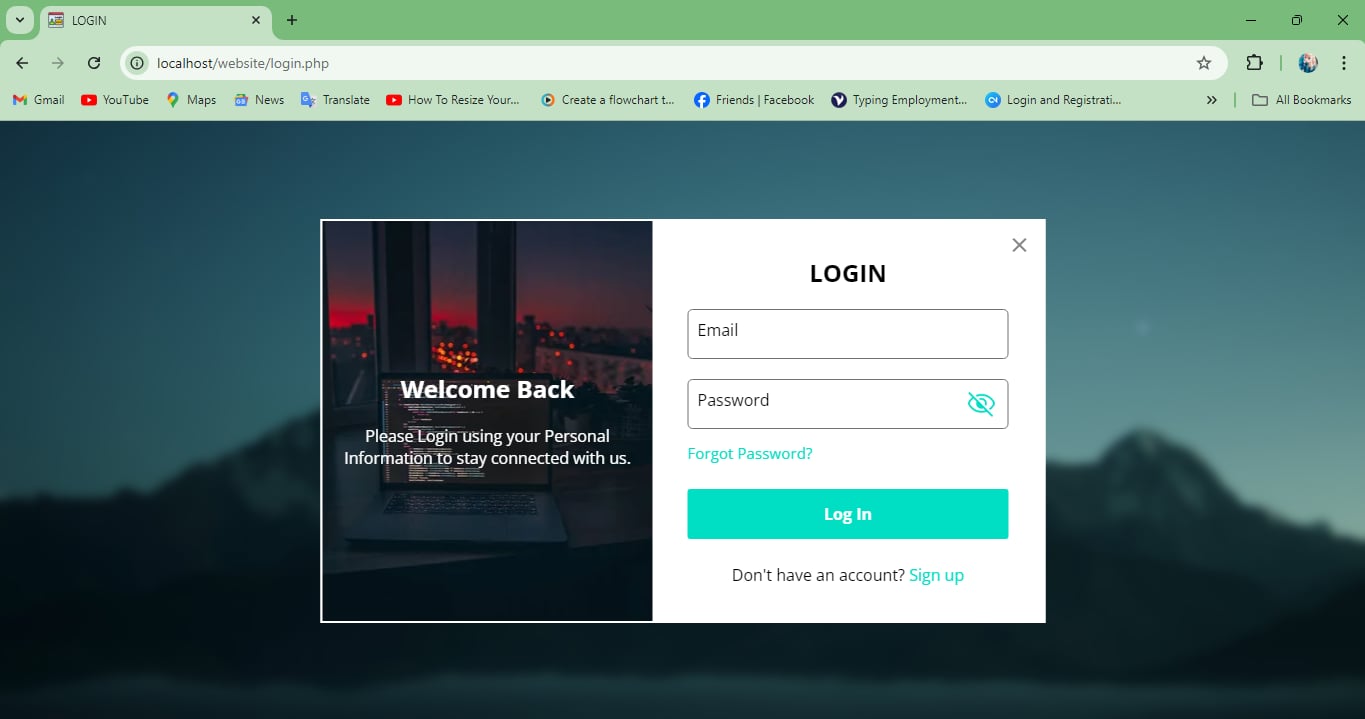 LOGIN
localhost/website/login.php
Gmail
YouTube
Maps
News
Translate
How To Resize Your...
Create a flowchart t...
Friends | Facebook
Typing Employment...
Login and Registrati...
All Bookmarks
Welcome Back
Please Login using your Personal
Information to stay connected with us.
LOGIN
Email
Password
Forgot Password?
Log In
Don't have an account? Sign up